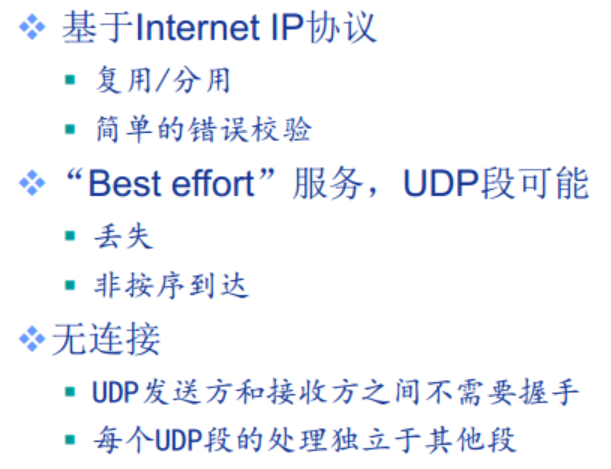 基于Internet IP协议
复用/分用
简单的错误校验
“Best effort”服务，UDP段可能
丢失
非按序到达
无连接
UDP发送方和接收方之间不需要握手
每个UDP段的处理独立于其他段